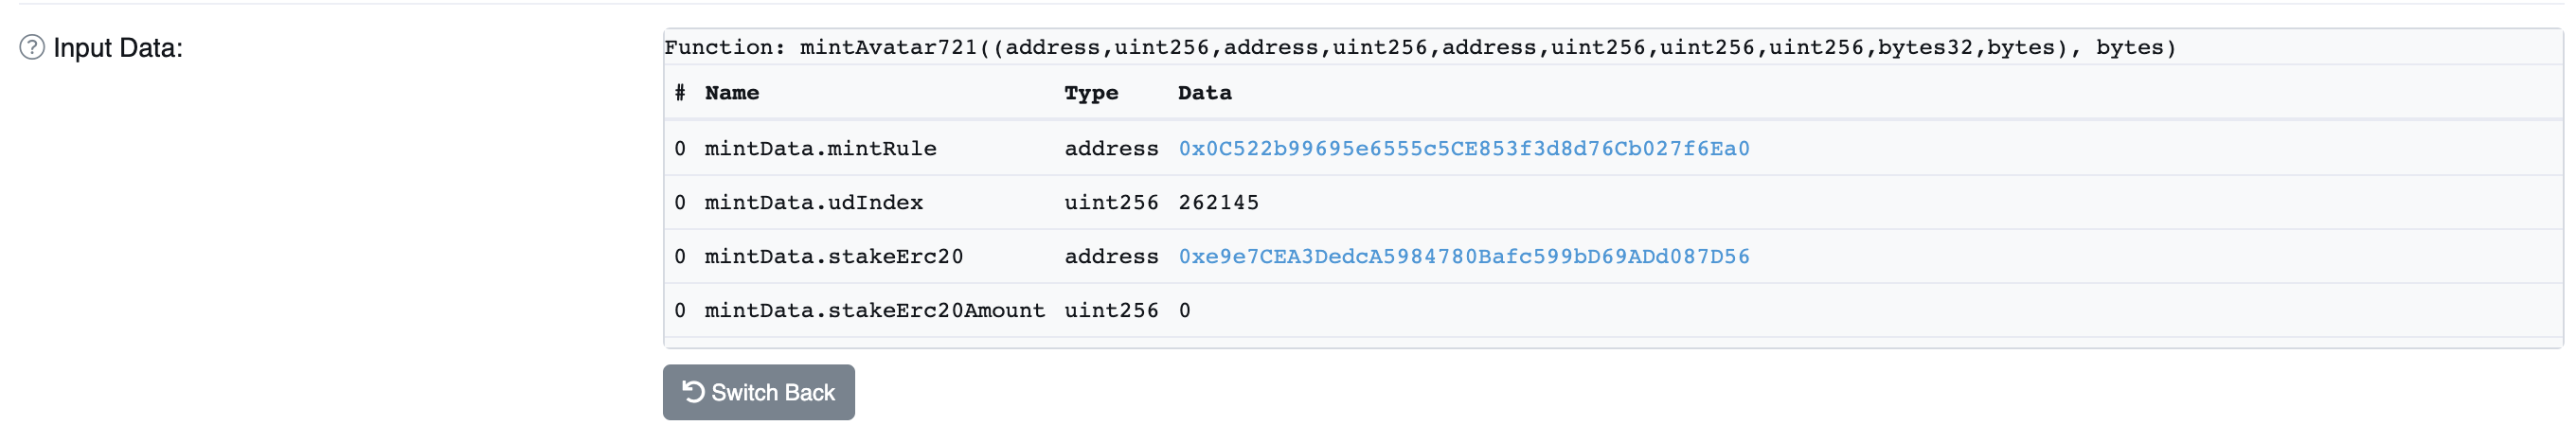 Input Data:
Function: mintAvatar721((address,uint256,address,uint256,address,uint256,uint256,uint256,bytes32,bytes), bytes)
# Name Type Data
0 mintData.mintRule address 0x0C522b99695e6555c5CE853f3d8d76Cb027f6Ea0
0 mintData.udIndex uint256 262145
0 mintData.stakeErc20 address 0xe9e7CEA3DedcA5984780Bafc599bD69ADd087D56
0 mintData.stakeErc20Amount uint256 0
Switch Back